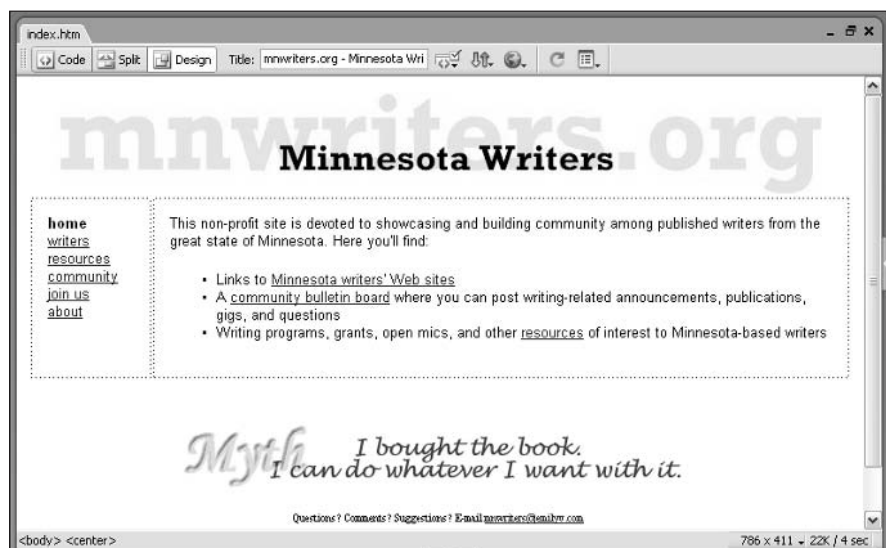 index.htm
Code Split Design Title: mnwriters.org - Minnesota Wri
mnwriters.org
Minnesota Writers
home
writers
resources
community
join us
about
This non-profit site is devoted to showcasing and building community among published writers from the
great state of Minnesota. Here you'll find:
• Links to Minnesota writers' Web sites
• A community bulletin board where you can post writing-related announcements, publications,
gigs, and questions
• Writing programs, grants, open mics, and other resources of interest to Minnesota-based writers
Myth
I bought the book.
I can do whatever I want with it.
Questions? Comments? Suggestions? E-mail
<body> <center>
786 x 411 22K / 4 sec